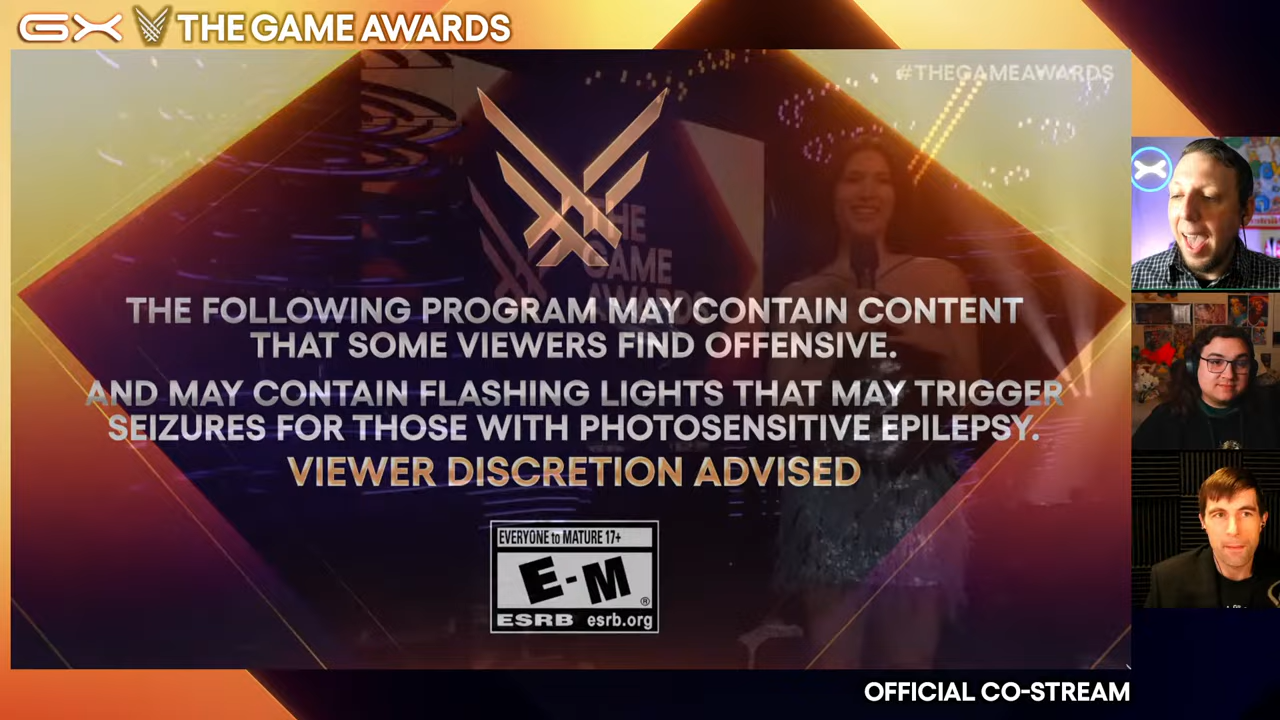 GX THE GAME AWARDS
#THEGAMEAWARDS
THE
GAME
AWARDS
THE FOLLOWING PROGRAM MAY CONTAIN CONTENT
THAT SOME VIEWERS FIND OFFENSIVE.
AND MAY CONTAIN FLASHING LIGHTS THAT MAY TRIGGER
SEIZURES FOR THOSE WITH PHOTOSENSITIVE EPILEPSY.
VIEWER DISCRETION ADVISED
EVERYONE to MATURE 17+
E-M
®
ESRB esrb.org
OFFICIAL CO-STREAM